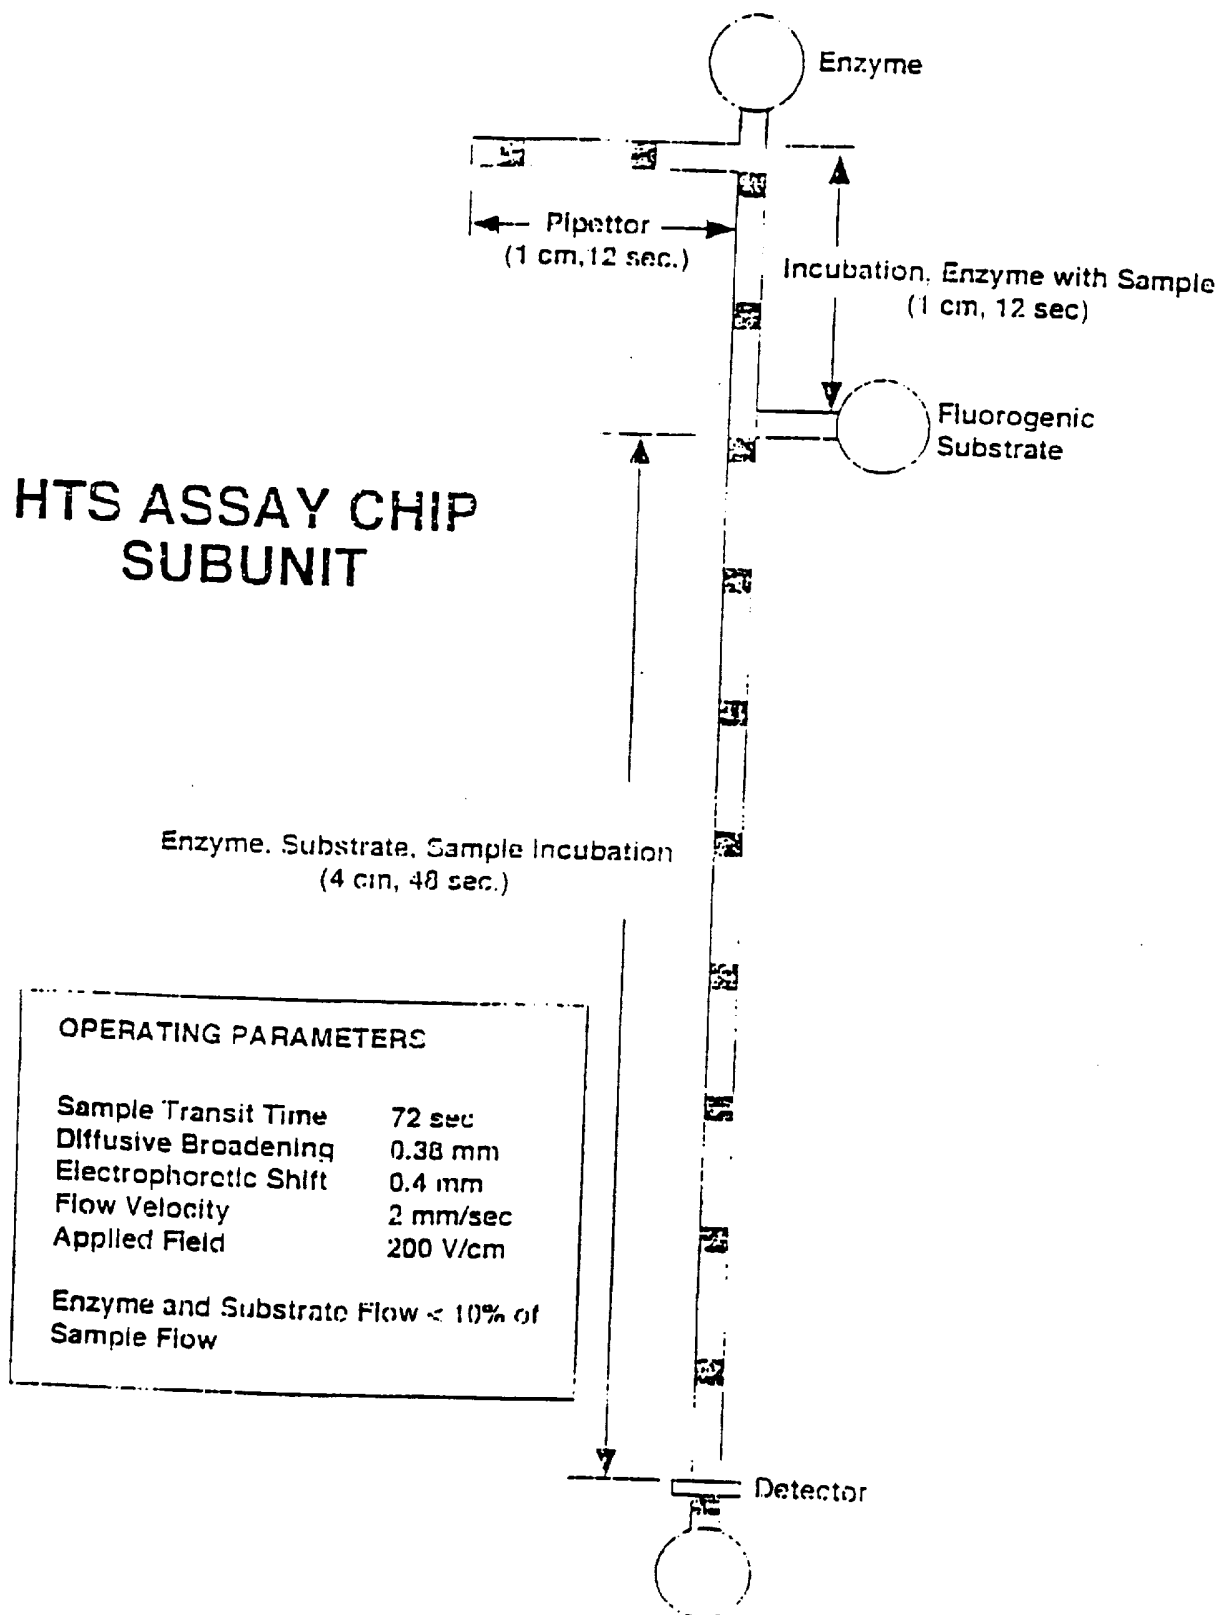 Enzyme
Pipettor
(1 cm, 12 sec.)
Incubation, Enzyme with Sample
(1 cm, 12 sec)
Fluorogenic
Substrate
HTS ASSAY CHIP
SUBUNIT
Enzyme, Substrate, Sample Incubation
(4 cm, 48 sec.)
OPERATING PARAMETERS
Sample Transit Time 72 sec
Diffusive Broadening 0.38 mm
Electrophoretic Shift 0.4 mm
Flow Velocity 2 mm/sec
Applied Field 200 V/cm
Enzyme and Substrate Flow < 10% of
Sample Flow
Detector